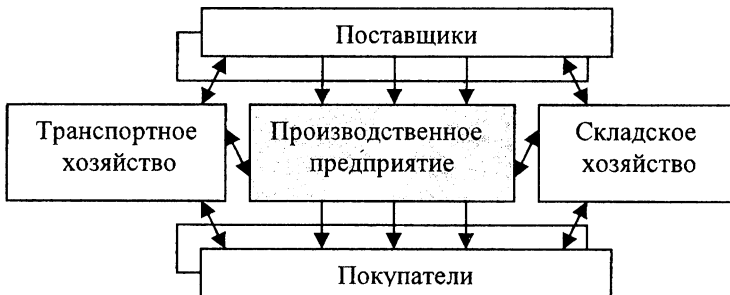 Поставщики
Транспортное
хозяйство
Производственное
предприятие
Складское
хозяйство
Покупатели